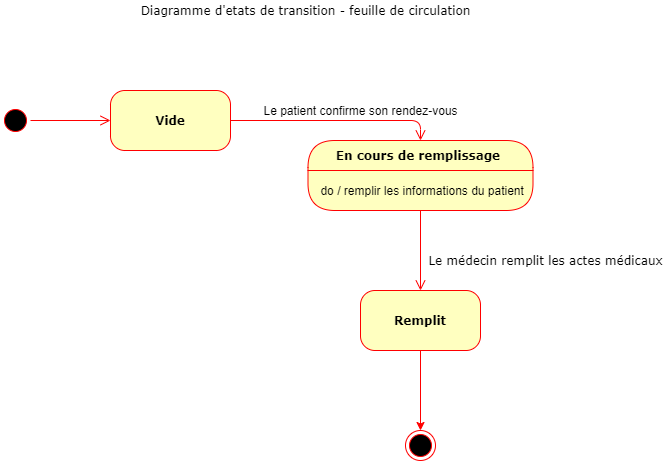 Diagramme d'etats de transition - feuille de circulation
Vide
Le patient confirme son rendez-vous
En cours de remplissage
do / remplir les informations du patient
Le médecin remplit les actes médicaux
Remplit